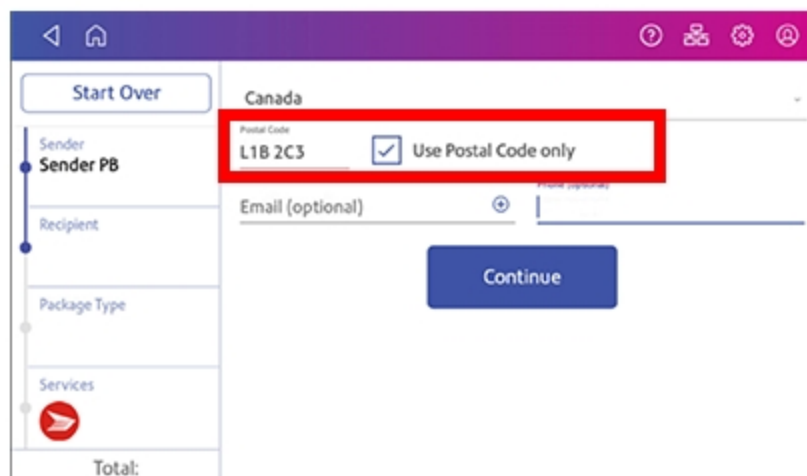 Start Over
Canada
Postal Code
L1B 2C3
Use Postal Code only
Sender
Sender PB
Phone (optional)
Email (optional)
Recipient
Continue
Package Type
Services
Total: